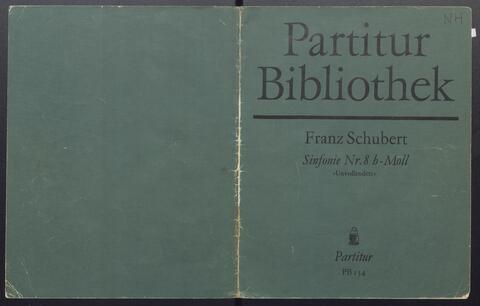 NH
Partitur
Bibliothek
Franz Schubert
Sinfonie Nr. 8 h-Moll
»Unvollendete«
Partitur
PB 134